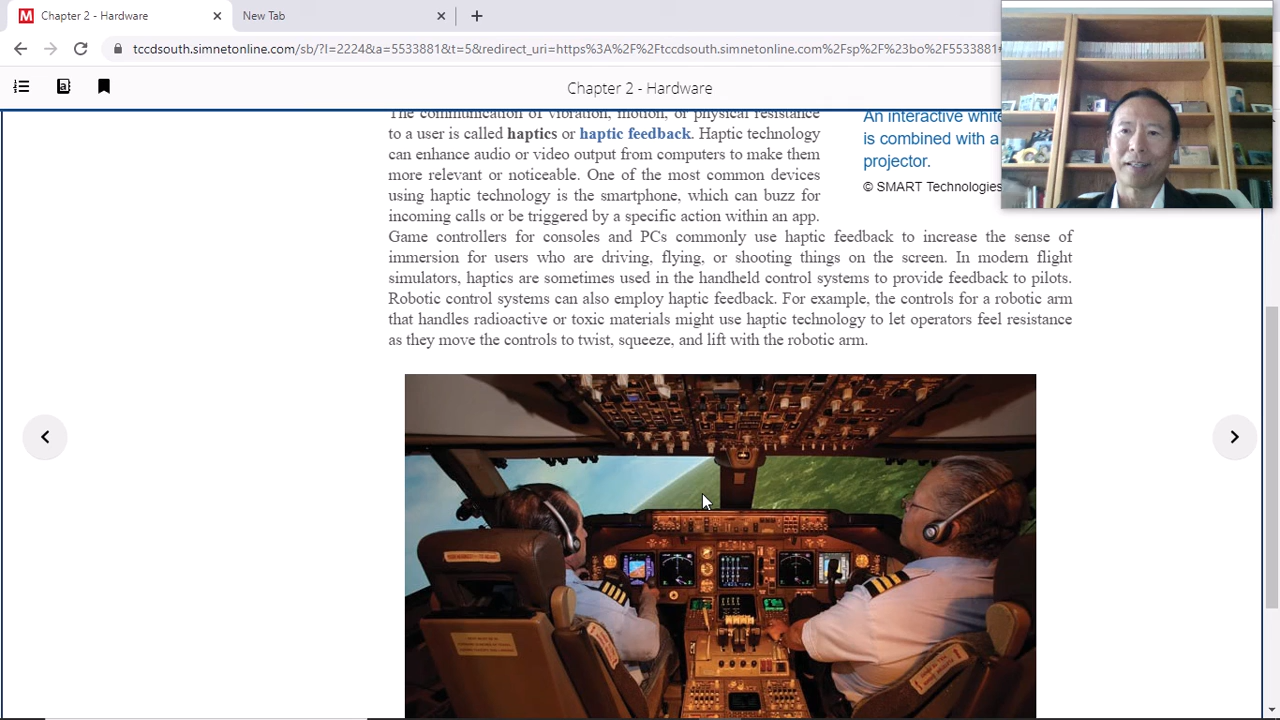 Chapter 2 - Hardware
New Tab
tccdsouth.simnetonline.com/sb/?l=2224&a=5533881&t=5&redirect_uri=https%3A%2F%2Ftccdsouth.simnetonline.com%2Fsp%2F%23bo%2F5533881
Chapter 2 - Hardware
The communication of vibration, motion, or physical resistance
to a user is called haptics or haptic feedback. Haptic technology
can enhance audio or video output from computers to make them
more relevant or noticeable. One of the most common devices
using haptic technology is the smartphone, which can buzz for
incoming calls or be triggered by a specific action within an app.
Game controllers for consoles and PCs commonly use haptic feedback to increase the sense of
immersion for users who are driving, flying, or shooting things on the screen. In modern flight
simulators, haptics are sometimes used in the handheld control systems to provide feedback to pilots.
Robotic control systems can also employ haptic feedback. For example, the controls for a robotic arm
that handles radioactive or toxic materials might use haptic technology to let operators feel resistance
as they move the controls to twist, squeeze, and lift with the robotic arm.
An interactive white
is combined with a
projector.
© SMART Technologies